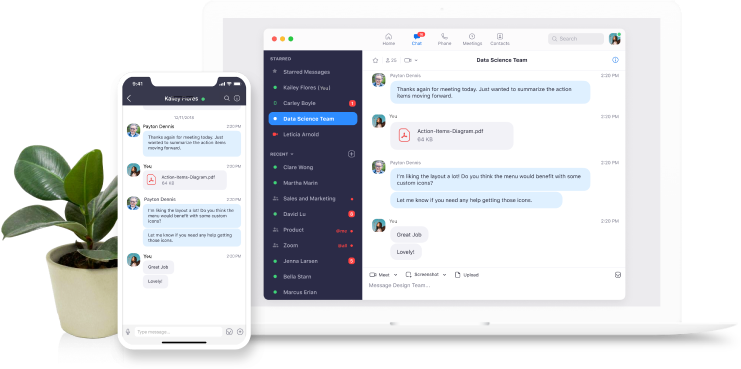 9:41
Kalley Flores
12/11/2018
Payton Dennis
2:20 PM
Thanks again for meeting today. Just
wanted to summarize the action items
moving forward.
You
2:20 PM
Action-Items-Diagram.pdf
64 KB
Payton Dennis
2:20 PM
I'm liking the layout a lot! Do you think the
menu would benefit with some custom
icons?
Let me know if you need any help getting
those icons.
You
2:20 PM
Great Job
Lovely!
Type message...
Home
Chat
Phone
Meetings
Contacts
Search
STARRED
Starred Messages
Kalley Flores (You)
Carley Boyle
1
Data Science Team
Leticia Arnold
RECENT
Clare Wong
Martha Marin
Sales and Marketing
David Lu
Product
Zoom
Jenna Larsen
Bella Starn
Marcus Erian
25
Data Science Team
Payton Dennis
2:20 PM
Thanks again for meeting today. Just wanted to summarize the action
items moving forward.
You
2:20 PM
Action-Items-Diagram.pdf
64 KB
Payton Dennis
2:20 PM
I'm liking the layout a lot! Do you think the menu would benefit with some
custom icons?
Let me know if you need any help getting those icons.
You
2:20 PM
Great Job
Lovely!
Meet
Screenshot
Upload
Message Design Team...